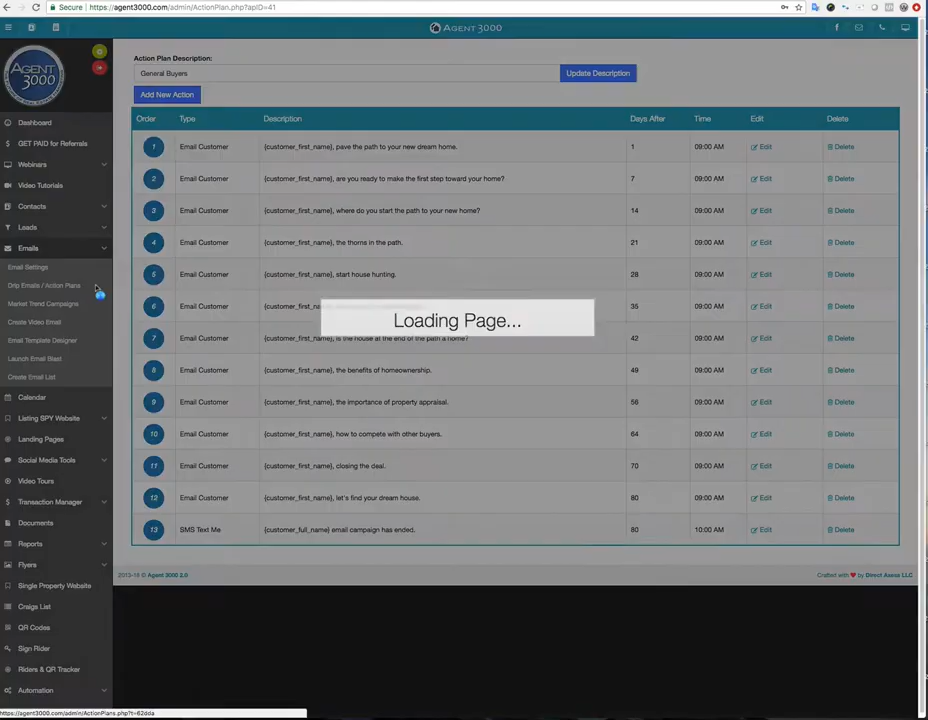 Secure https://agent3000.com/admin/ActionPlan.php?apID=41
AGENT3000
AGENT
3000
Dashboard
GET PAID for Referrals
Webinars
Video Tutorials
Contacts
Leads
Emails
Email Settings
Drip Emails / Action Plans
Market Trend Campaigns
Create Video Email
Email Template Designer
Launch Email Blast
Create Email List
Calendar
Listing SPY Website
Landing Pages
Social Media Tools
Video Tours
Transaction Manager
Documents
Reports
Flyers
Single Property Website
Craigs List
QR Codes
Sign Rider
Riders & QR Tracker
Automation
Action Plan Description:
General Buyers Update Description
Add New Action
Order Type Description Days After Time Edit Delete
1 Email Customer {customer_first_name}, pave the path to your new dream home. 1 09:00 AM Edit Delete
2 Email Customer {customer_first_name}, are you ready to make the first step toward your home? 7 09:00 AM Edit Delete
3 Email Customer {customer_first_name}, where do you start the path to your new home? 14 09:00 AM Edit Delete
4 Email Customer {customer_first_name}, the thorns in the path. 21 09:00 AM Edit Delete
5 Email Customer {customer_first_name}, start house hunting. 28 09:00 AM Edit Delete
6 Email Customer {customer_first_na 35 09:00 AM Edit Delete
Loading Page...
7 Email Customer {customer_first_name}, is the house at the end of the path a home? 42 09:00 AM Edit Delete
8 Email Customer {customer_first_name}, the benefits of homeownership. 49 09:00 AM Edit Delete
9 Email Customer {customer_first_name}, the importance of property appraisal. 56 09:00 AM Edit Delete
10 Email Customer {customer_first_name}, how to compete with other buyers. 64 09:00 AM Edit Delete
11 Email Customer {customer_first_name}, closing the deal. 70 09:00 AM Edit Delete
12 Email Customer {customer_first_name}, let's find your dream house. 80 09:00 AM Edit Delete
13 SMS Text Me {customer_full_name} email campaign has ended. 80 10:00 AM Edit Delete
2013-18 © Agent 3000 2.0 Crafted with ❤ by Direct Axess LLC
https://agent3000.com/admin/ActionPlans.php?t=62dda